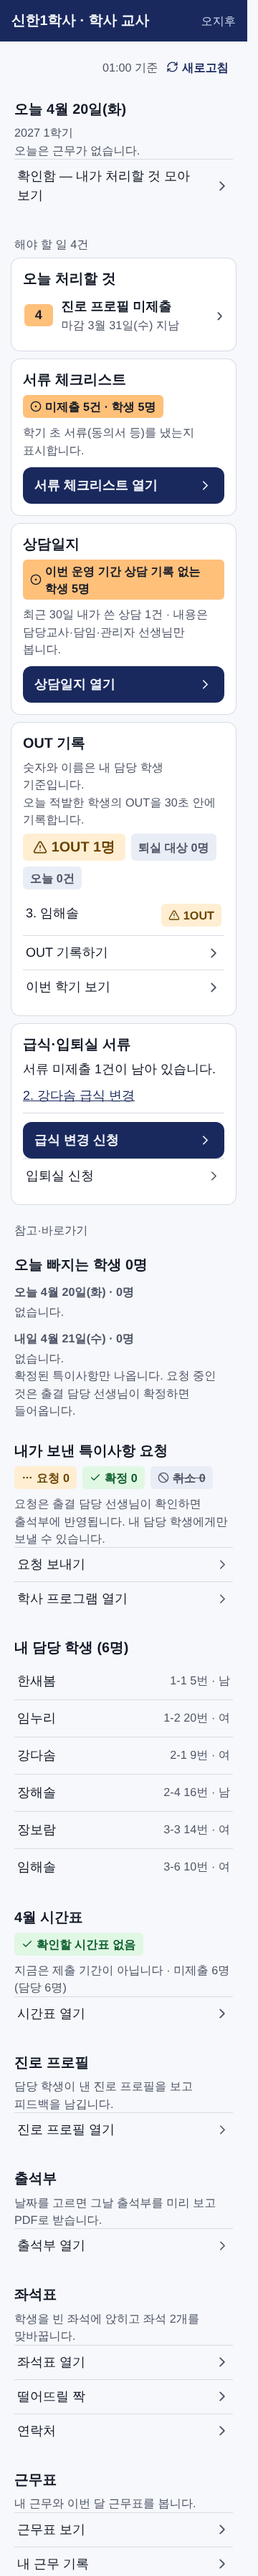 신한1학사 · 학사 교사
오지후
01:00 기준
새로고침
오늘 4월 20일(화)
2027 1학기
오늘은 근무가 없습니다.
확인함 — 내가 처리할 것 모아
보기
해야 할 일 4건
오늘 처리할 것
4
진로 프로필 미제출
마감 3월 31일(수) 지남
서류 체크리스트
미제출 5건 · 학생 5명
학기 초 서류(동의서 등)를 냈는지
표시합니다.
서류 체크리스트 열기
상담일지
이번 운영 기간 상담 기록 없는
학생 5명
최근 30일 내가 쓴 상담 1건 · 내용은
담당교사·담임·관리자 선생님만
봅니다.
상담일지 열기
OUT 기록
숫자와 이름은 내 담당 학생
기준입니다.
오늘 적발한 학생의 OUT을 30초 안에
기록합니다.
1OUT 1명
퇴실 대상 0명
오늘 0건
3. 임해솔
1OUT
OUT 기록하기
이번 학기 보기
급식·입퇴실 서류
서류 미제출 1건이 남아 있습니다.
2. 강다솜 급식 변경
급식 변경 신청
입퇴실 신청
참고·바로가기
오늘 빠지는 학생 0명
오늘 4월 20일(화) · 0명
없습니다.
내일 4월 21일(수) · 0명
없습니다.
확정된 특이사항만 나옵니다. 요청 중인
것은 출결 담당 선생님이 확정하면
들어옵니다.
내가 보낸 특이사항 요청
요청 0
확정 0
취소 0
요청은 출결 담당 선생님이 확인하면
출석부에 반영됩니다. 내 담당 학생에게만
보낼 수 있습니다.
요청 보내기
학사 프로그램 열기
내 담당 학생 (6명)
한새봄
1-1 5번 · 남
임누리
1-2 20번 · 여
강다솜
2-1 9번 · 여
장해솔
2-4 16번 · 남
장보람
3-3 14번 · 여
임해솔
3-6 10번 · 여
4월 시간표
확인할 시간표 없음
지금은 제출 기간이 아닙니다 · 미제출 6명
(담당 6명)
시간표 열기
진로 프로필
담당 학생이 낸 진로 프로필을 보고
피드백을 남깁니다.
진로 프로필 열기
출석부
날짜를 고르면 그날 출석부를 미리 보고
PDF로 받습니다.
출석부 열기
좌석표
학생을 빈 좌석에 앉히고 좌석 2개를
맞바꿉니다.
좌석표 열기
떨어뜨릴 짝
연락처
근무표
내 근무와 이번 달 근무표를 봅니다.
근무표 보기
내 근무 기록